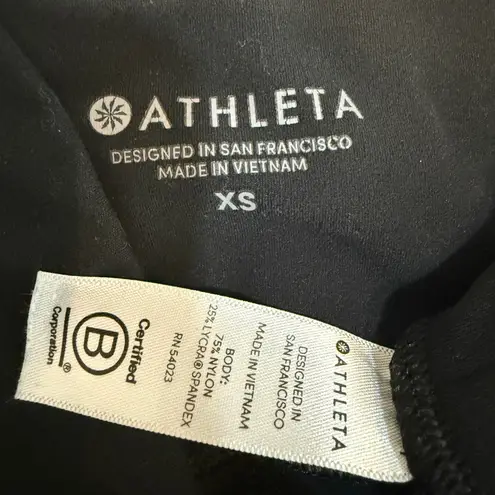 ATHLETA
DESIGNED IN SAN FRANCISCO
MADE IN VIETNAM
XS
ATHLETA
DESIGNED IN
SAN FRANCISCO
MADE IN VIETNAM
BODY:
75% NYLON
25% LYCRA® SPANDEX
RN 54023
Certified
B
®
Corporation